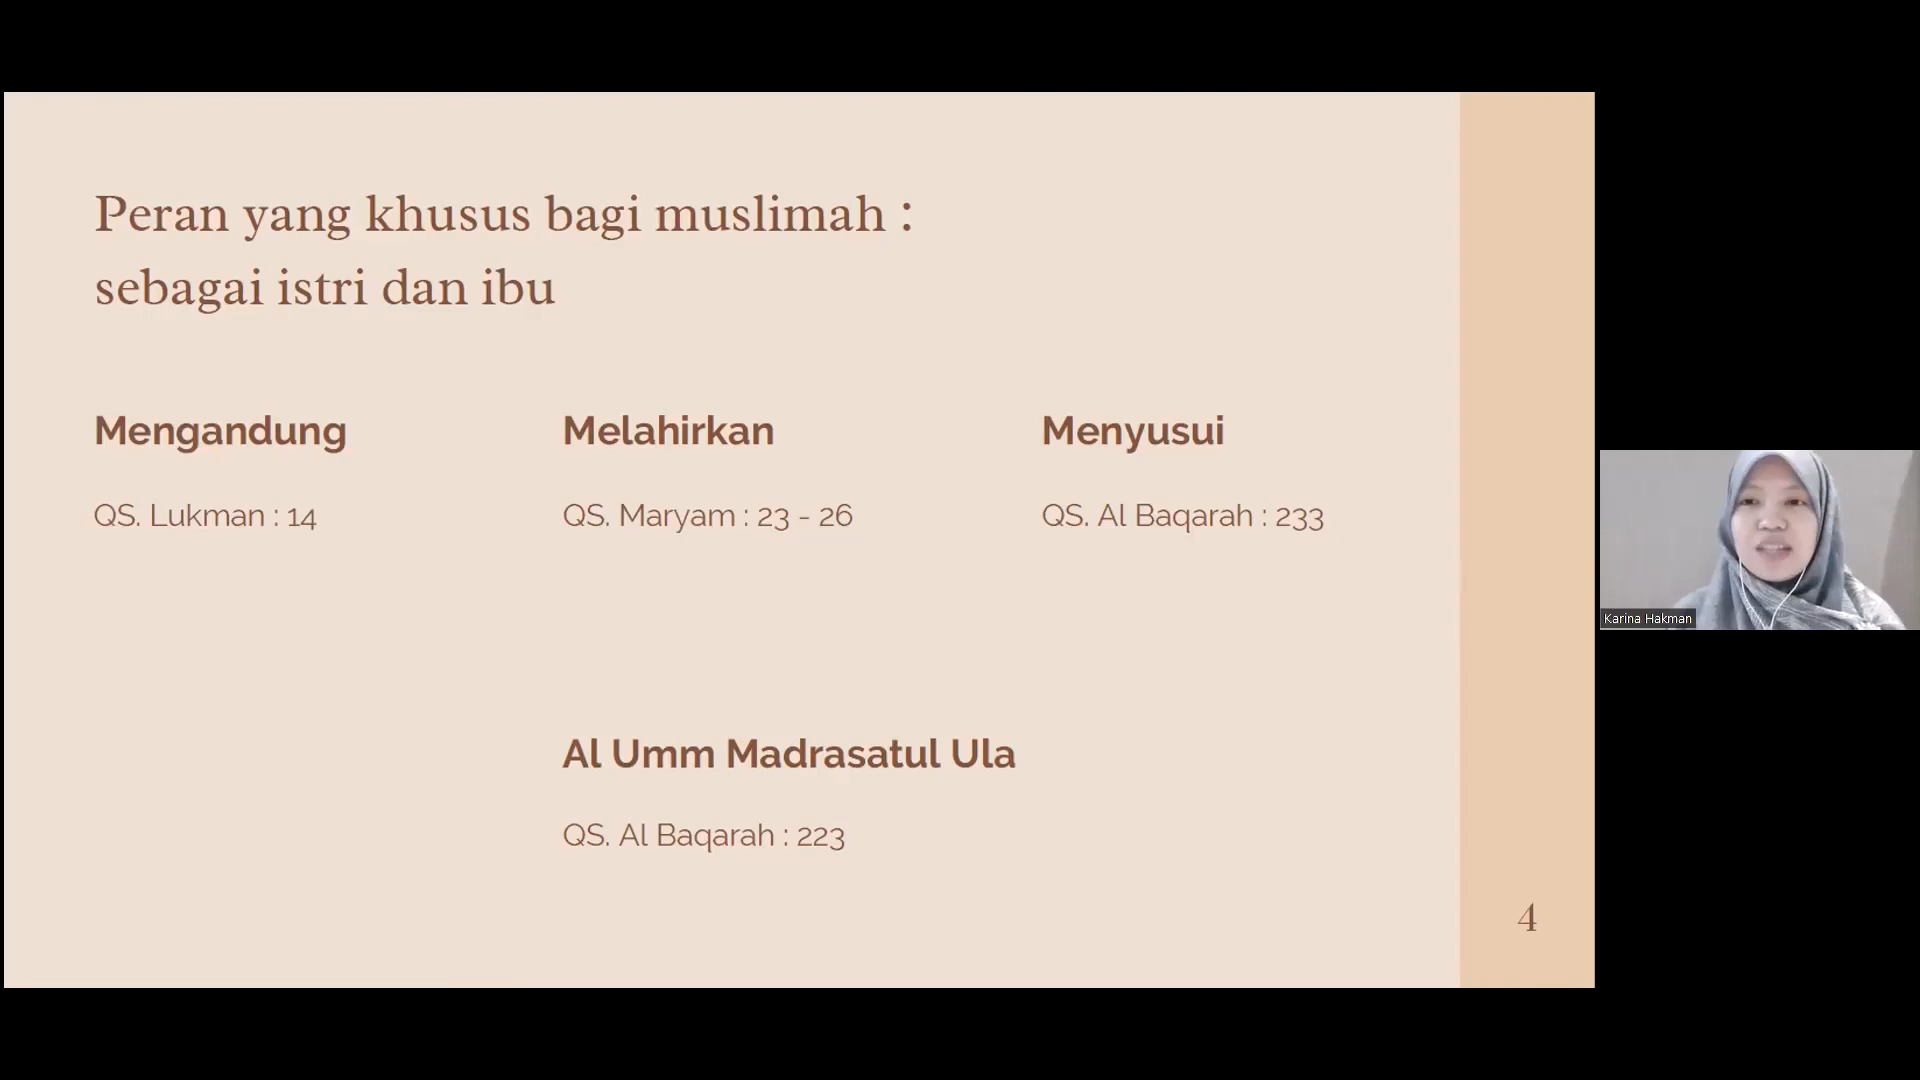 Peran yang khusus bagi muslimah :
sebagai istri dan ibu
Mengandung
QS. Lukman : 14
Melahirkan
QS. Maryam : 23 - 26
Menyusui
QS. Al Baqarah : 233
Al Umm Madrasatul Ula
QS. Al Baqarah : 223
4
Karina Hakman